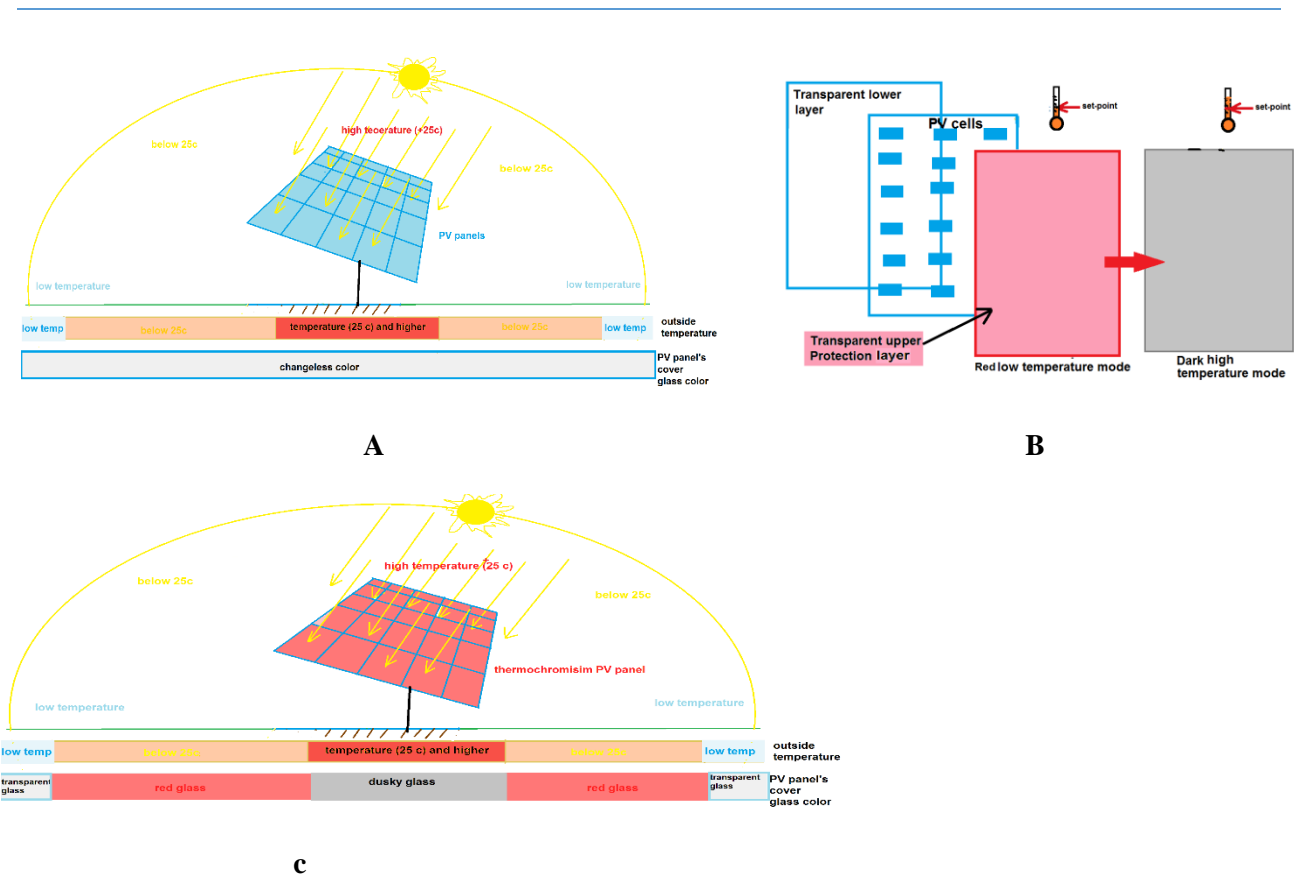 high tecerature (+25c)
below 25c
below 25c
PV panels
low temperature
low temperature
low temp
below 25c
temperature (25 c) and higher
below 25c
low temp
outside
temperature
changeless color
PV panel's
cover
glass color
A
Transparent lower
layer
PV cells
set-point
set-point
Transparent upper
Protection layer
Red low temperature mode
Dark high
temperature mode
B
high temperature (25 c)
+
below 25c
below 25c
thermochromisim PV panel
low temperature
low temperature
low temp
below 25c
temperature (25 c) and higher
below 25c
low temp
outside
temperature
transparent
glass
red glass
dusky glass
red glass
transparent
glass
PV panel's
cover
glass color
c